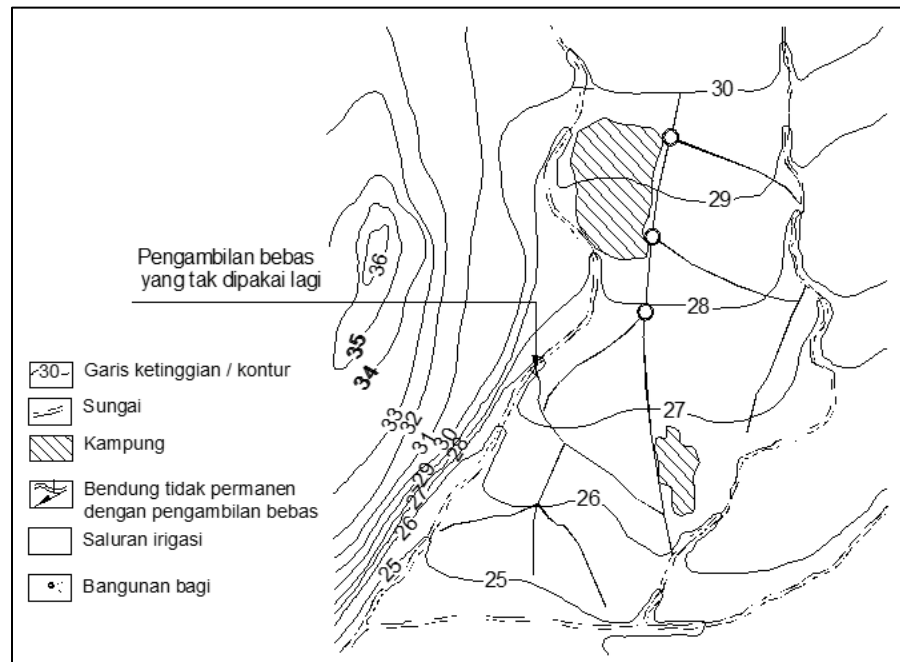 30
29
36
Pengambilan bebas
yang tak dipakai lagi
28
35
34
27
33
32
31
30
29
28
27
26
25
26
25
30 Garis ketinggian / kontur
Sungai
Kampung
Bendung tidak permanen
dengan pengambilan bebas
Saluran irigasi
Bangunan bagi